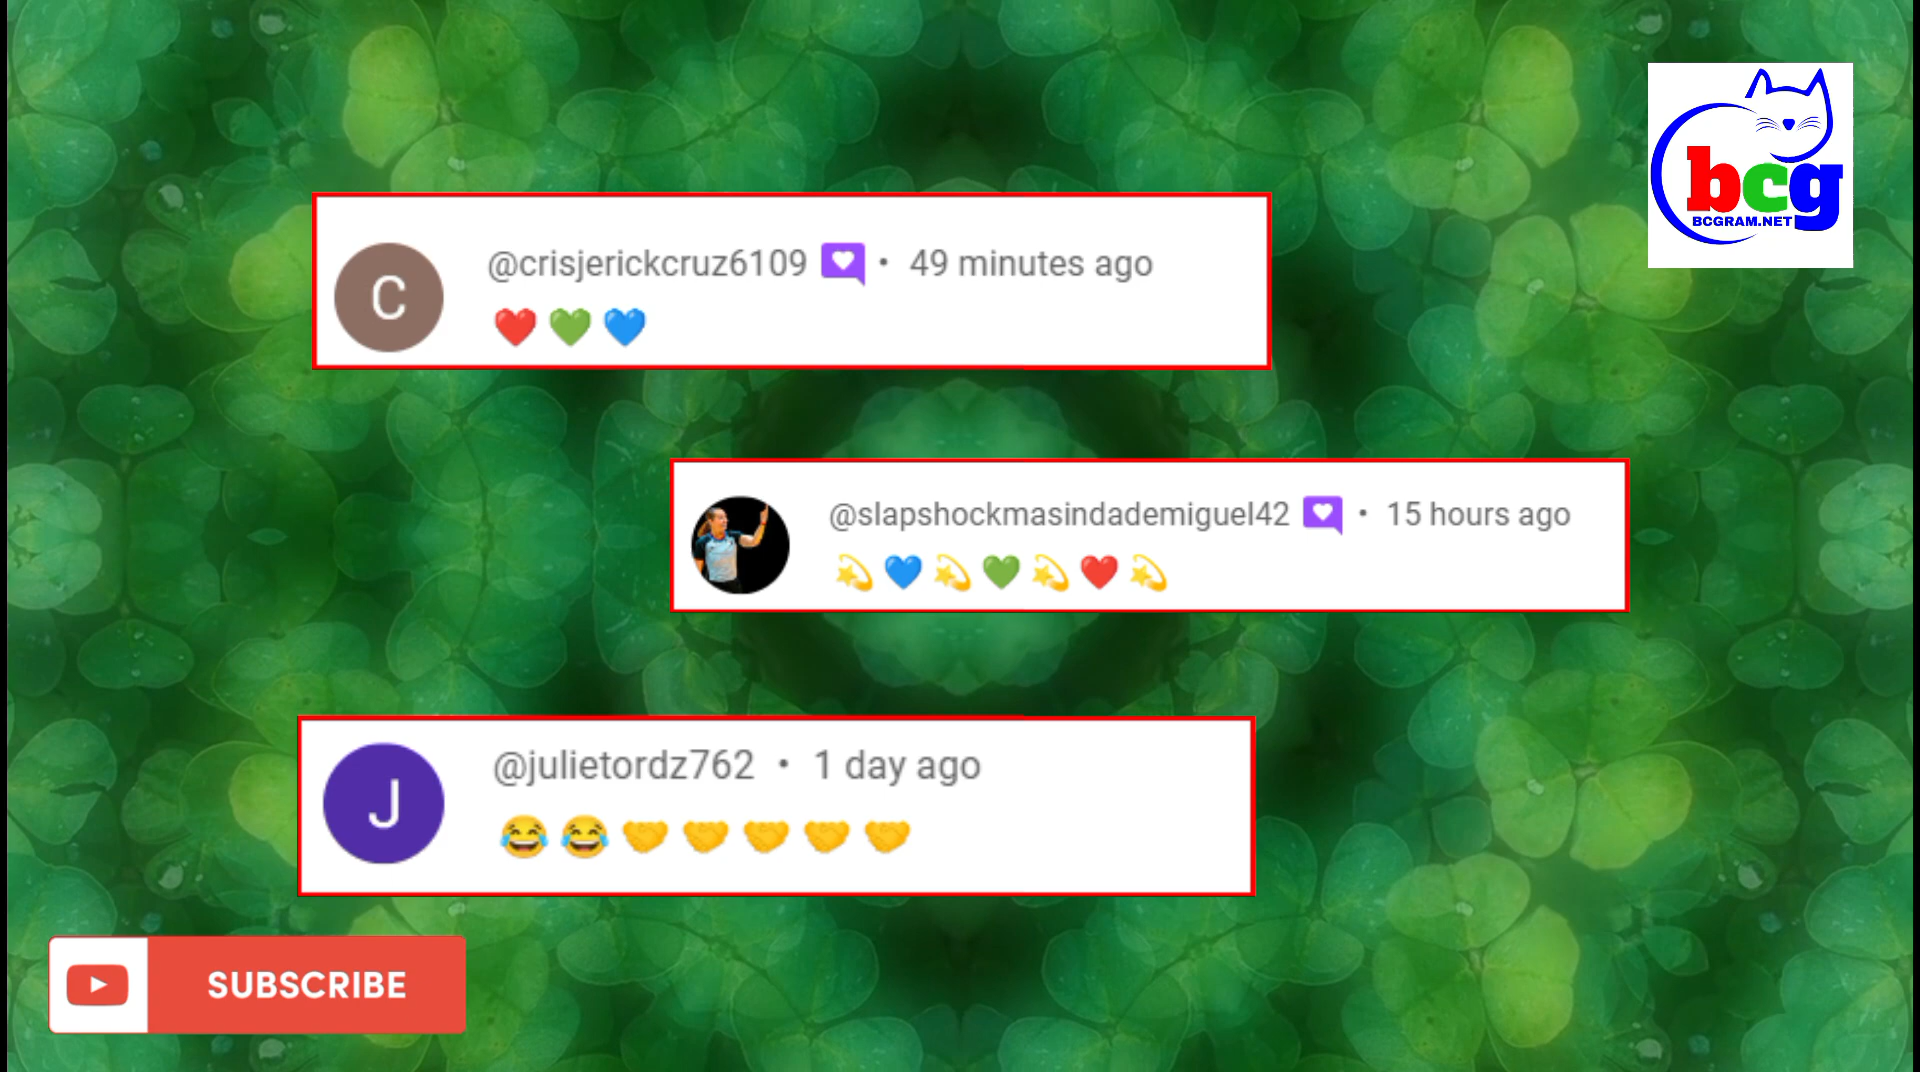 bcg
BCGRAM.NET
C
@crisjerickcruz6109 • 49 minutes ago
❤️💚💙
@slapshockmasindademiguel42 • 15 hours ago
💫💙💫💚💫❤️💫
J
@julietordz762 • 1 day ago
😂😂🤝🤝🤝🤝🤝
SUBSCRIBE